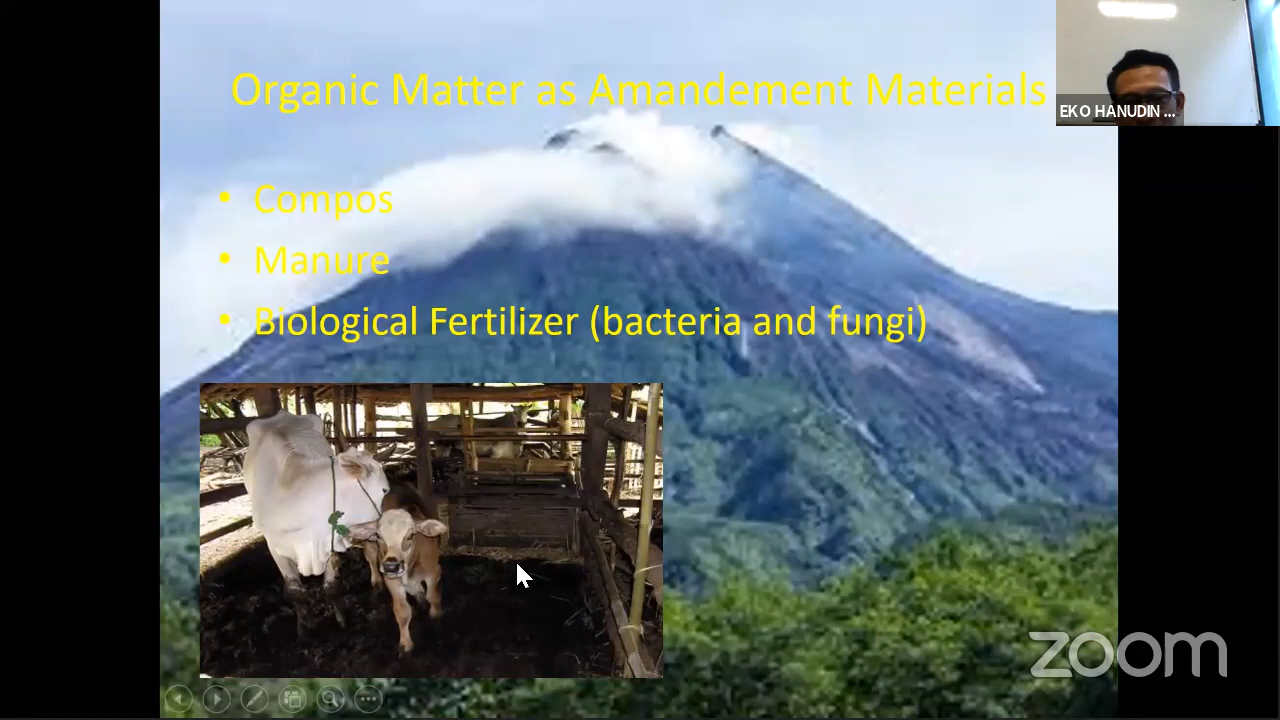 Organic Matter as Amandement Materials
EKO HANUDIN ...
• Compos
• Manure
• Biological Fertilizer (bacteria and fungi)
zoom